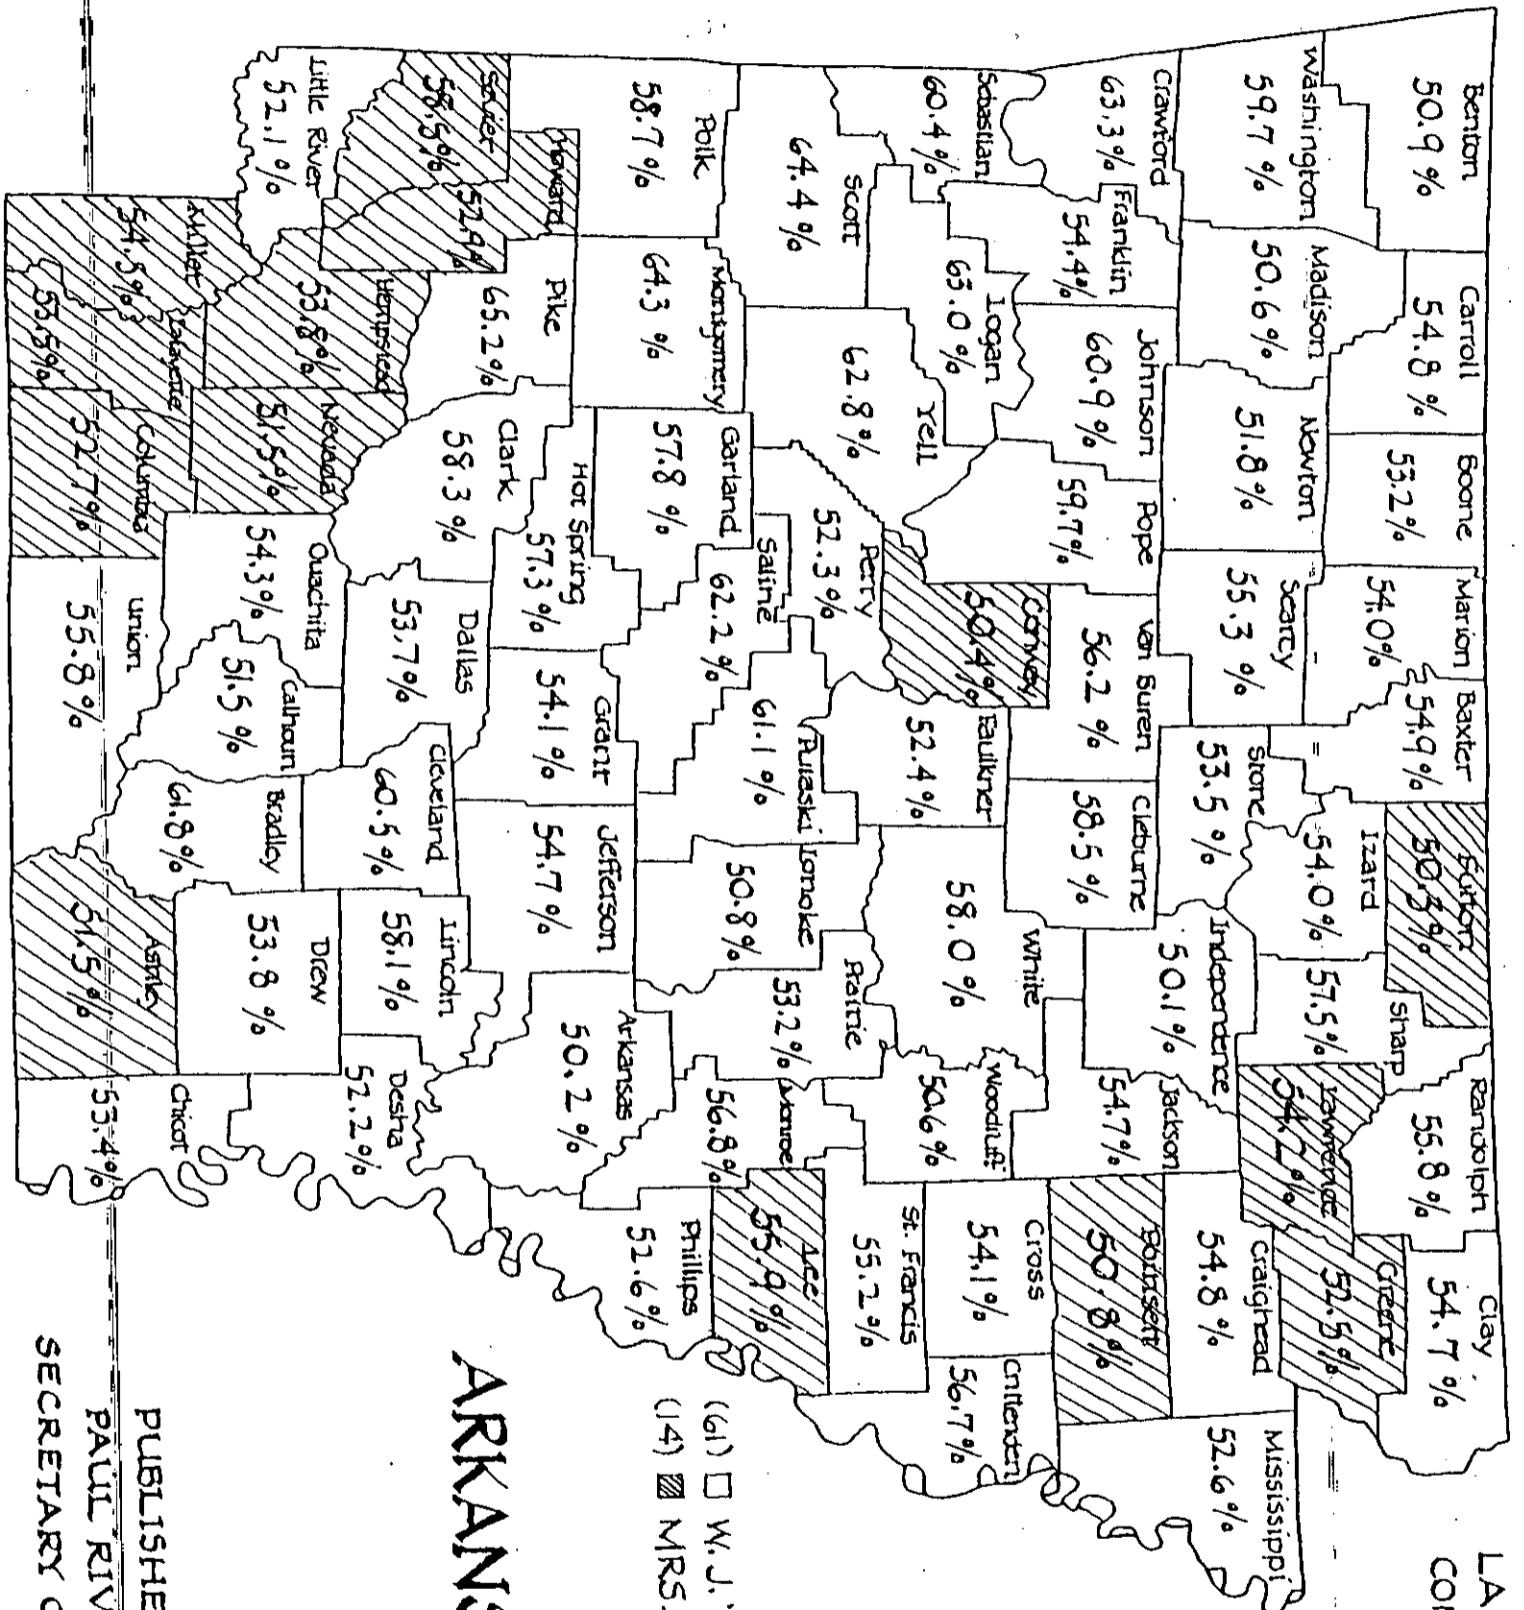 LA
CO
Benton
50.9 %
Carroll
54.8 %
Boone
53.2%
Marion
54.0%
Baxter
54.9%
Fulton
50.3%
Sharp
57.5%
Randolph
55.8%
Clay
54.7 %
Washington
59.7 %
Madison
50.6%
Newton
51.8%
Searcy
55.3 %
Stone
53.5 %
Izard
54.0%
Independence
50.1%
Lawrence
54.2%
Greene
52.5%
Craighead
54.8 %
Mississippi
52.6%
Crawford
63.3%
Franklin
54.4%
Johnson
60.9 %
Pope
59.7%
Van Buren
56.2 %
Cleburne
58.5%
Jackson
54.7%
Poinsett
50.8%
Sebastian
60.4%
Logan
63.0 %
Conway
50.4%
Faulkner
52.4%
White
58.0%
Woodruff
50.6%
Cross
54.1%
Crittenden
56.7%
Scott
64.4%
Yell
62.8%
Perry
52.3%
Pulaski
61.1 %
Lonoke
50.8%
Prairie
53.2%
Monroe
56.8%
St. Francis
55.2%
Lee
55.9%
Polk
58.7%
Montgomery
64.3 %
Garland
57.8 %
Saline
62.2%
Hot Spring
57.3 %
Grant
54.1%
Jefferson
54.7%
Arkansas
50.2%
Phillips
52.6%
(61) W. J.
(14) MRS.
Sevier
58.5%
Howard
52.9%
Pike
65.2%
Clark
58.3%
Dallas
53.7%
Cleveland
60.5%
Lincoln
58.1%
Desha
52.2%
Little River
52.1%
Hempstead
53.8%
Nevada
51.5%
Ouachita
54.3%
Calhoun
51.5%
Bradley
61.8%
Drew
53.8 %
Miller
54.5%
Lafayette
53.8%
Columbia
52.7%
Union
55.8%
Ashley
51.5%
Chicot
53.4%
ARKANS
PUBLISHE
PAUL RIV
SECRETARY